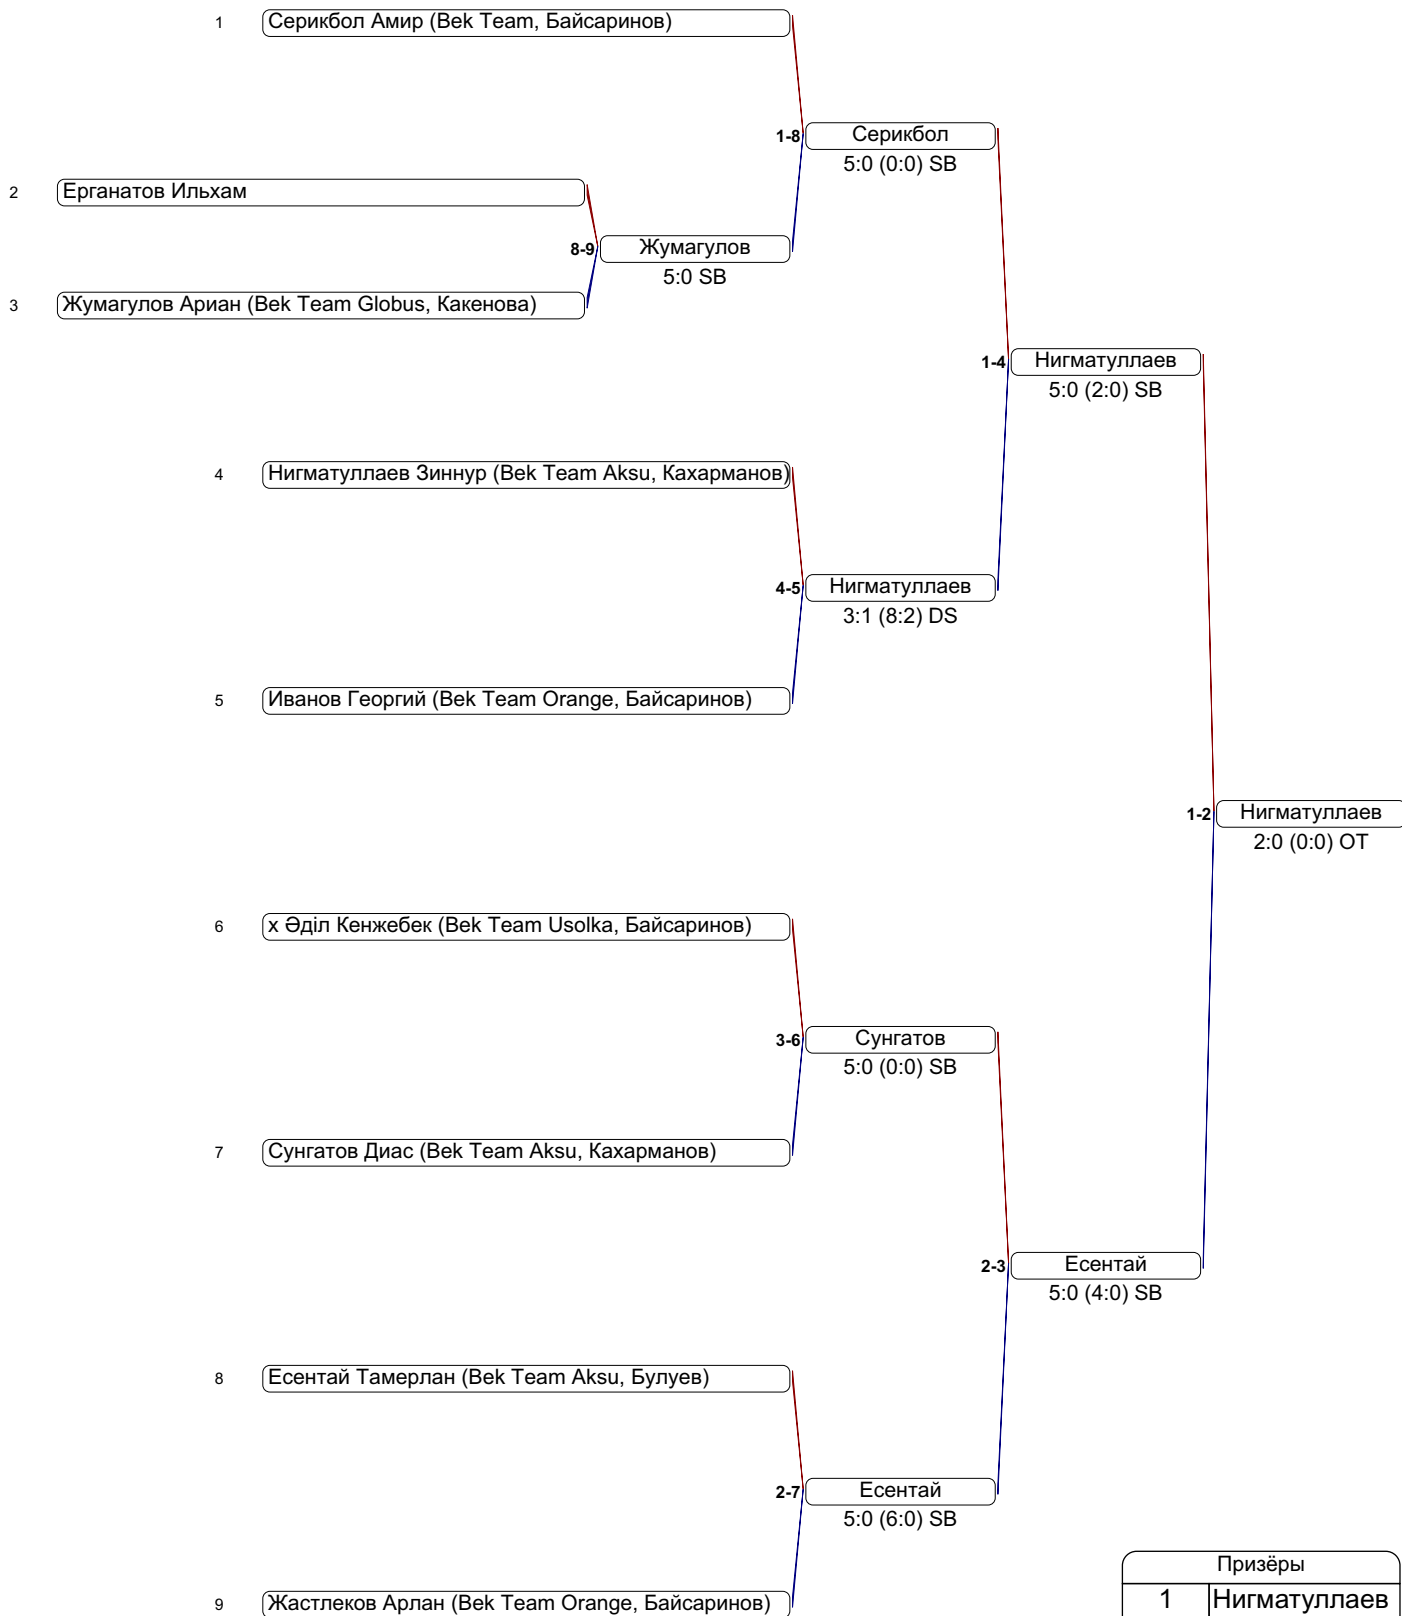 1 Серикбол Амир (Bek Team, Байсаринов)
1-8 Серикбол
5:0 (0:0) SB
2 Ерганатов Ильхам
8-9 Жумагулов
5:0 SB
3 Жумагулов Ариан (Bek Team Globus, Какенова)
1-4 Нигматуллаев
5:0 (2:0) SB
4 Нигматуллаев Зиннур (Bek Team Aksu, Кахарманов)
4-5 Нигматуллаев
3:1 (8:2) DS
5 Иванов Георгий (Bek Team Orange, Байсаринов)
1-2 Нигматуллаев
2:0 (0:0) OT
6 x Әділ Кенжебек (Bek Team Usolka, Байсаринов)
3-6 Сунгатов
5:0 (0:0) SB
7 Сунгатов Диас (Bek Team Aksu, Кахарманов)
2-3 Есентай
5:0 (4:0) SB
8 Есентай Тамерлан (Bek Team Aksu, Булуев)
2-7 Есентай
5:0 (6:0) SB
Призёры
1 Нигматуллаев
9 Жастлеков Арлан (Bek Team Orange, Байсаринов)